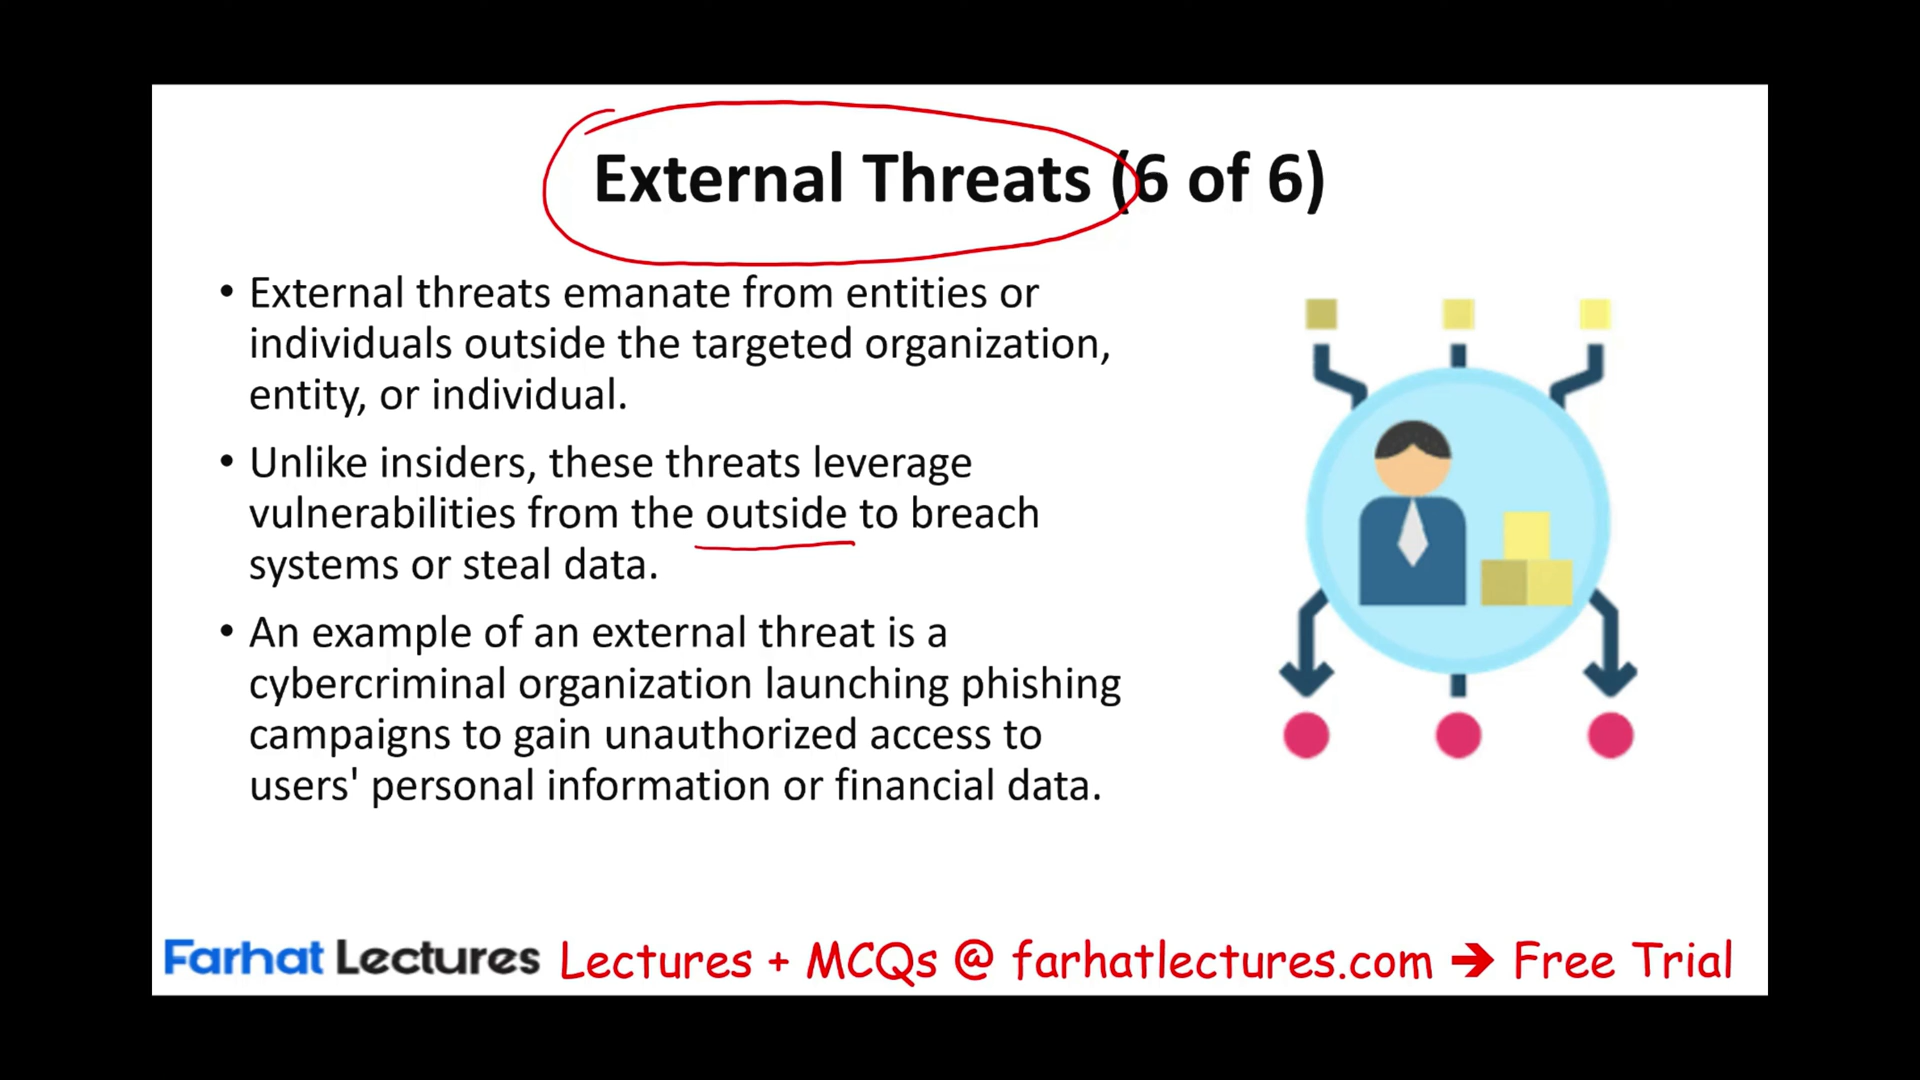 External Threats (6 of 6)
• External threats emanate from entities or
individuals outside the targeted organization,
entity, or individual.
• Unlike insiders, these threats leverage
vulnerabilities from the outside to breach
systems or steal data.
• An example of an external threat is a
cybercriminal organization launching phishing
campaigns to gain unauthorized access to
users' personal information or financial data.
Farhat Lectures Lectures + MCQs @ farhatlectures.com ➔ Free Trial